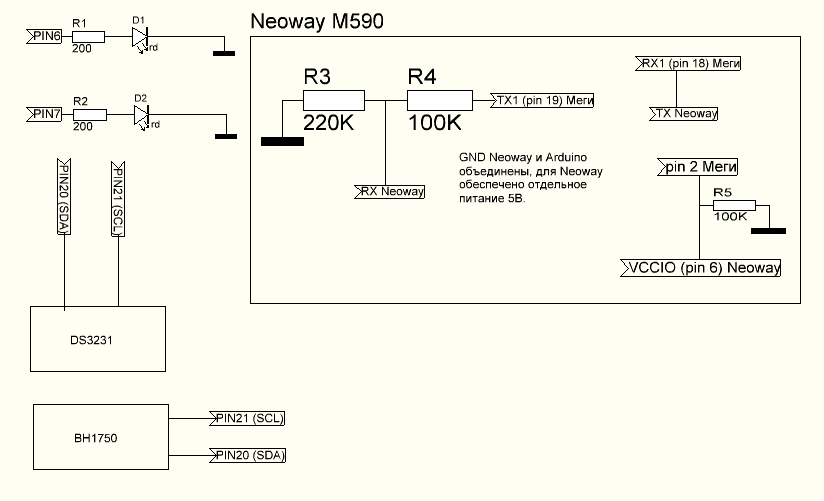 Neoway M590
PIN6
R1
200
D1
rd
PIN7
R2
200
D2
rd
PIN20 (SDA)
PIN21 (SCL)
DS3231
BH1750
PIN21 (SCL)
PIN20 (SDA)
R3
220K
R4
100K
TX1 (pin 19) Меги
RX Neoway
GND Neoway и Arduino
объединены, для Neoway
обеспечено отдельное
питание 5В.
RX1 (pin 18) Меги
TX Neoway
pin 2 Меги
R5
100K
VCCIO (pin 6) Neoway